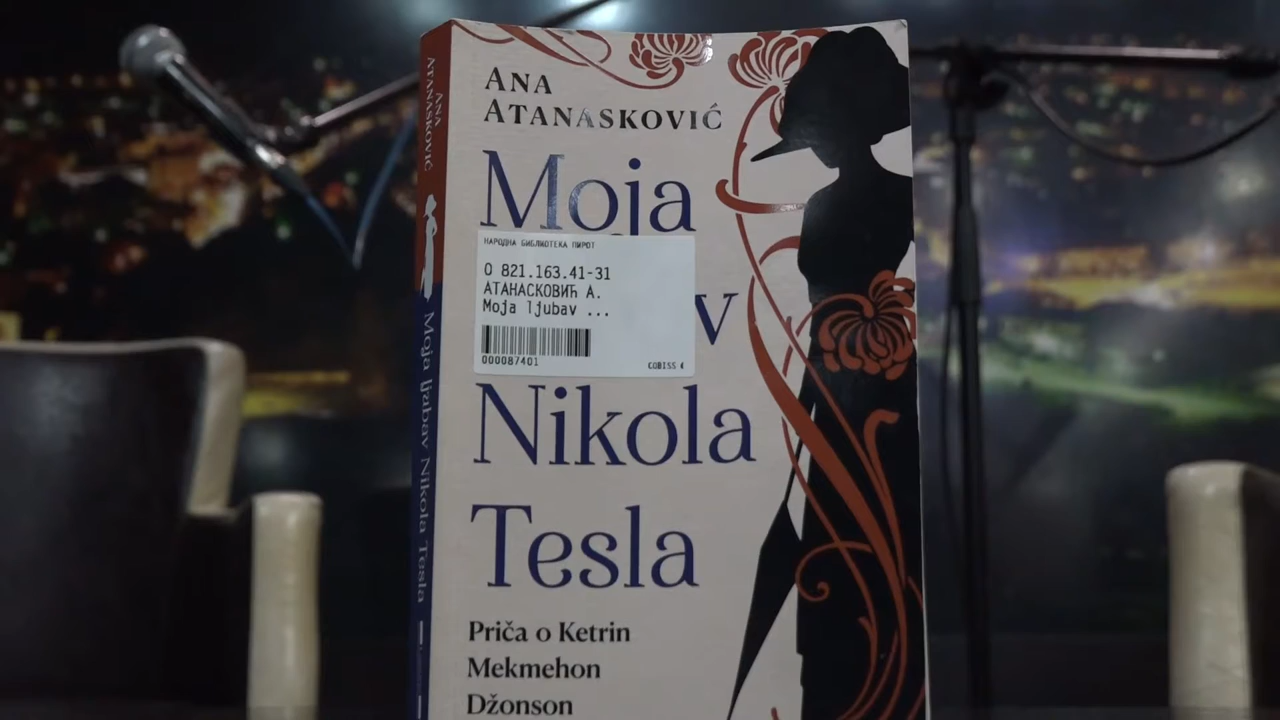 ANA
ATANASKOVIĆ
Moja
НАРОДНА БИБЛИОТЕКА ПИРОТ
O 821.163.41-31
АТАНАСКОВИЋ А.
Moja ljubav ...
000087401
COBISS
v
Nikola
Tesla
Priča o Ketrin
Mekmehon
Džonson
ANA
ATANASKOVIĆ
Moja ljubav Nikola Tesla